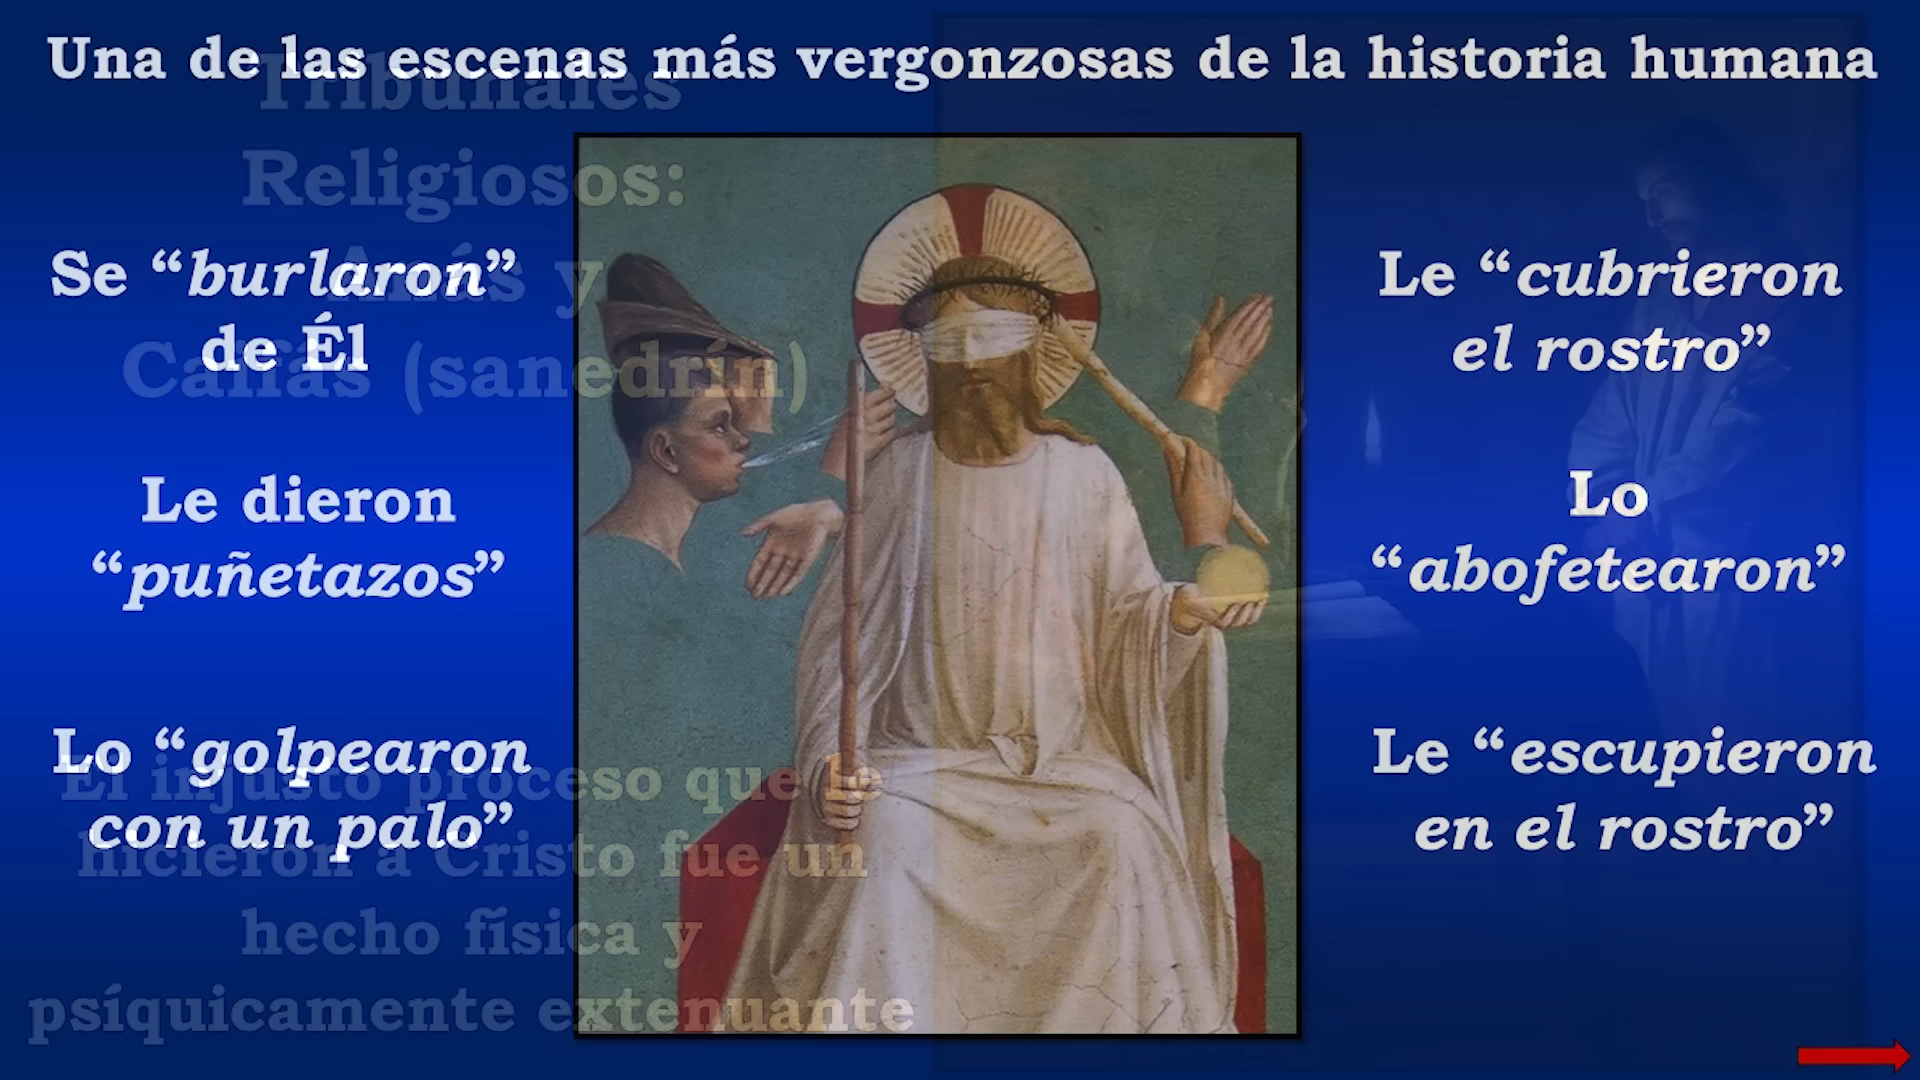 Una de las escenas más vergonzosas de la historia humana
Tribunales
Religiosos:
Anás y
Caifás (sanedrín)
Se “burlaron”
de Él
Le dieron
“puñetazos”
Lo “golpearon
con un palo”
Le “cubrieron
el rostro”
Lo
“abofetearon”
Le “escupieron
en el rostro”
El injusto proceso que le
hicieron a Cristo fue un
hecho física y
psíquicamente extenuante